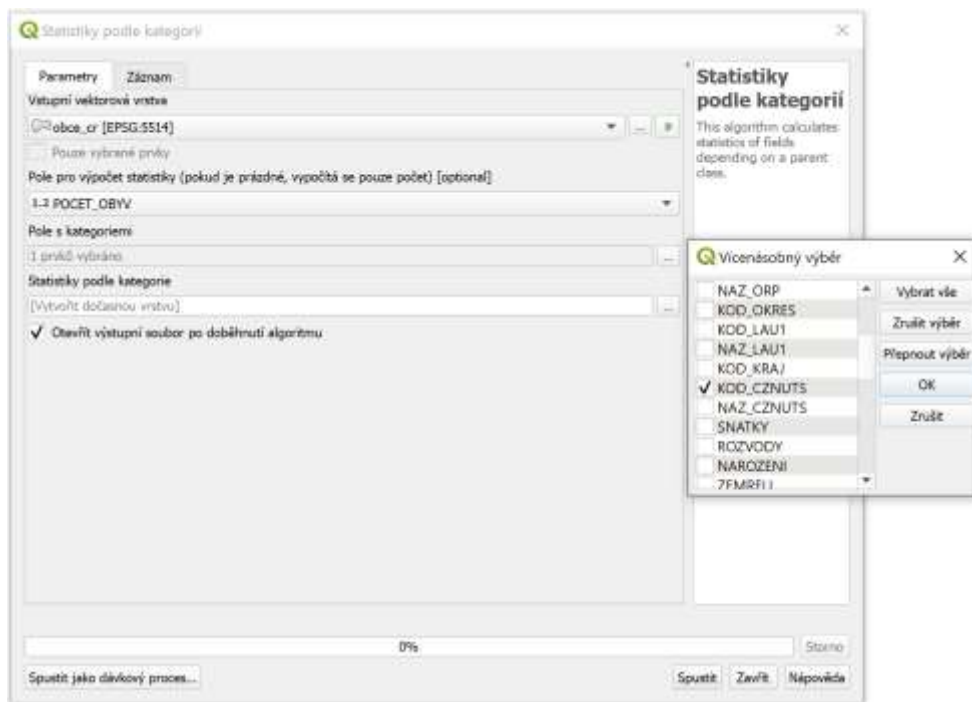 Statistiky podle kategorií
Parametry Záznam
Vstupní vektorová vrstva
obce_cr [EPSG:5514]
...
Pouze vybrané prvky
Pole pro výpočet statistiky (pokud je prázdné, vypočítá se pouze počet) [optional]
1.2 POCET_OBYV
Pole s kategoriemi
1 prvků vybráno
...
Statistiky podle kategorie
[Vytvořit dočasnou vrstvu]
...
✓ Otevřít výstupní soubor po doběhnutí algoritmu
Statistiky
podle kategorií
This algorithm calculates
statistics of fields
depending on a parent
class.
Vícenásobný výběr
NAZ_ORP
KOD_OKRES
KOD_LAU1
NAZ_LAU1
KOD_KRAJ
✓ KOD_CZNUTS
NAZ_CZNUTS
SNATKY
ROZVODY
NAROZENI
ZEMRELI
Vybrat vše
Zrušit výběr
Přepnout výběr
OK
Zrušit
0%
Storno
Spustit jako dávkový proces...
Spustit Zavřít Nápověda